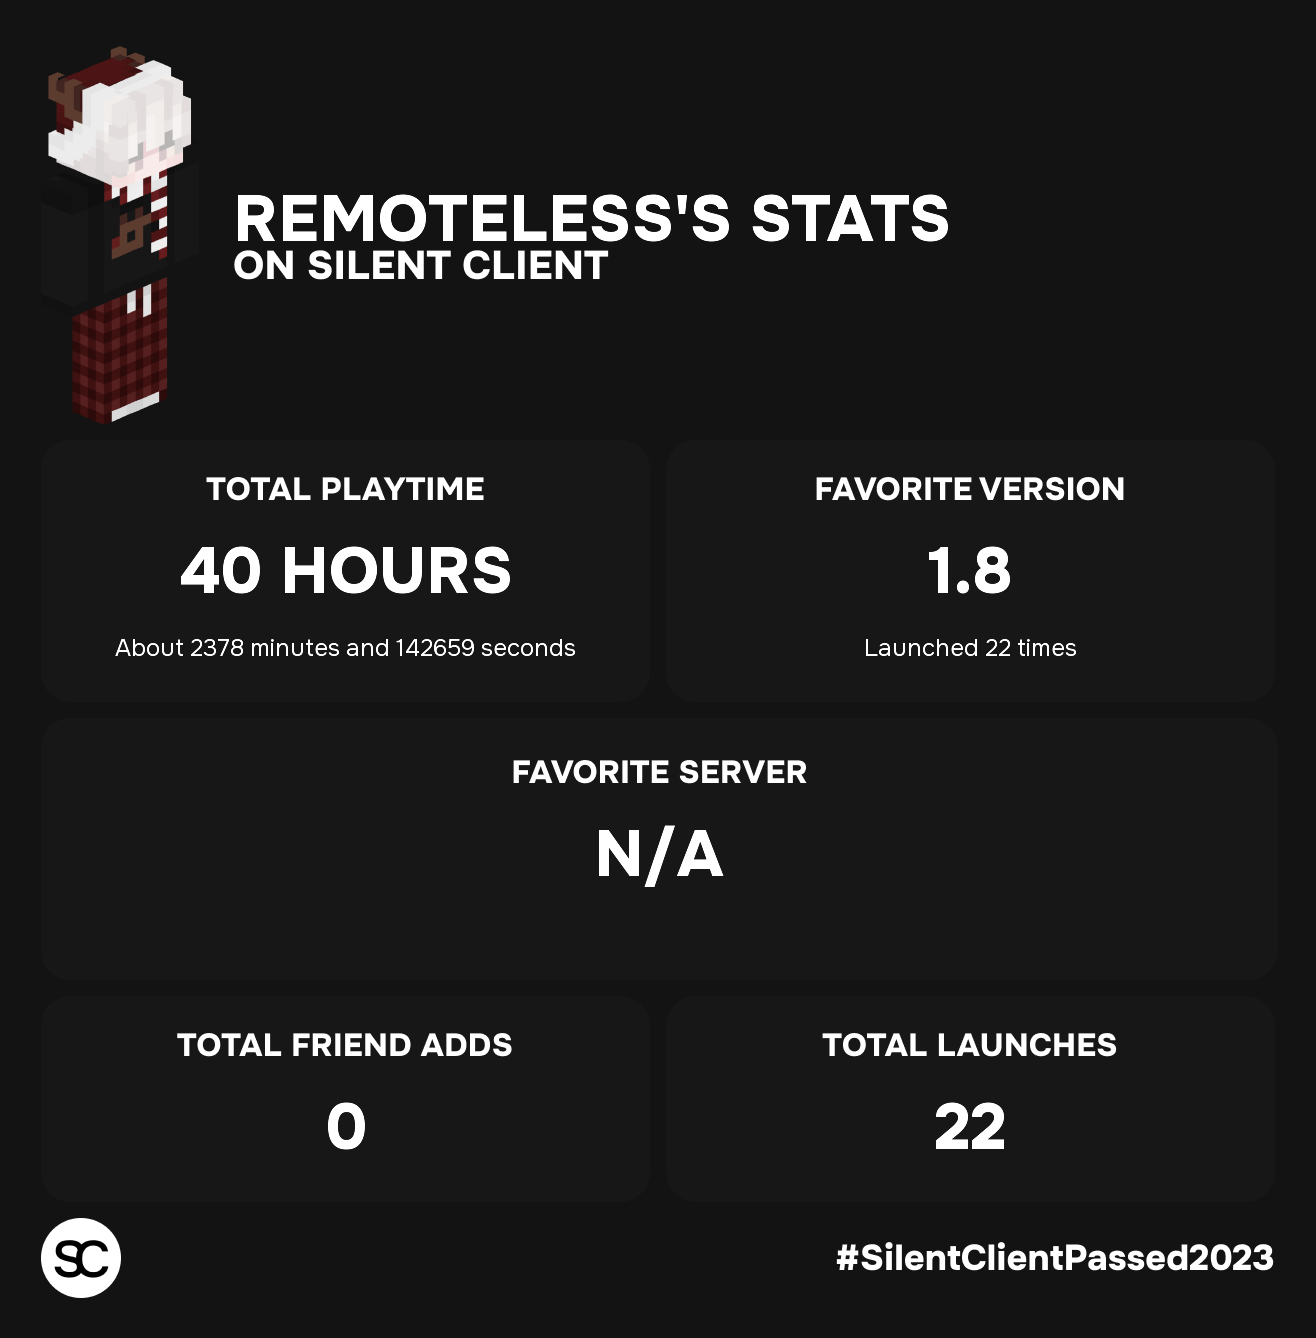 REMOTELESS'S STATS
ON SILENT CLIENT
TOTAL PLAYTIME
40 HOURS
About 2378 minutes and 142659 seconds
FAVORITE VERSION
1.8
Launched 22 times
FAVORITE SERVER
N/A
TOTAL FRIEND ADDS
0
TOTAL LAUNCHES
22
SC
#SilentClientPassed2023